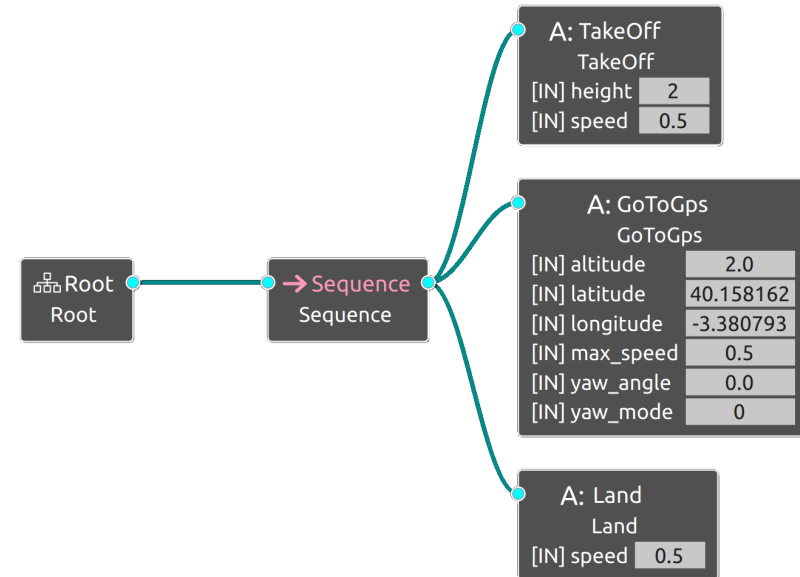 Root
Root
Sequence
Sequence
A: TakeOff
TakeOff
[IN] height 2
[IN] speed 0.5
A: GoToGps
GoToGps
[IN] altitude 2.0
[IN] latitude 40.158162
[IN] longitude -3.380793
[IN] max_speed 0.5
[IN] yaw_angle 0.0
[IN] yaw_mode 0
A: Land
Land
[IN] speed 0.5